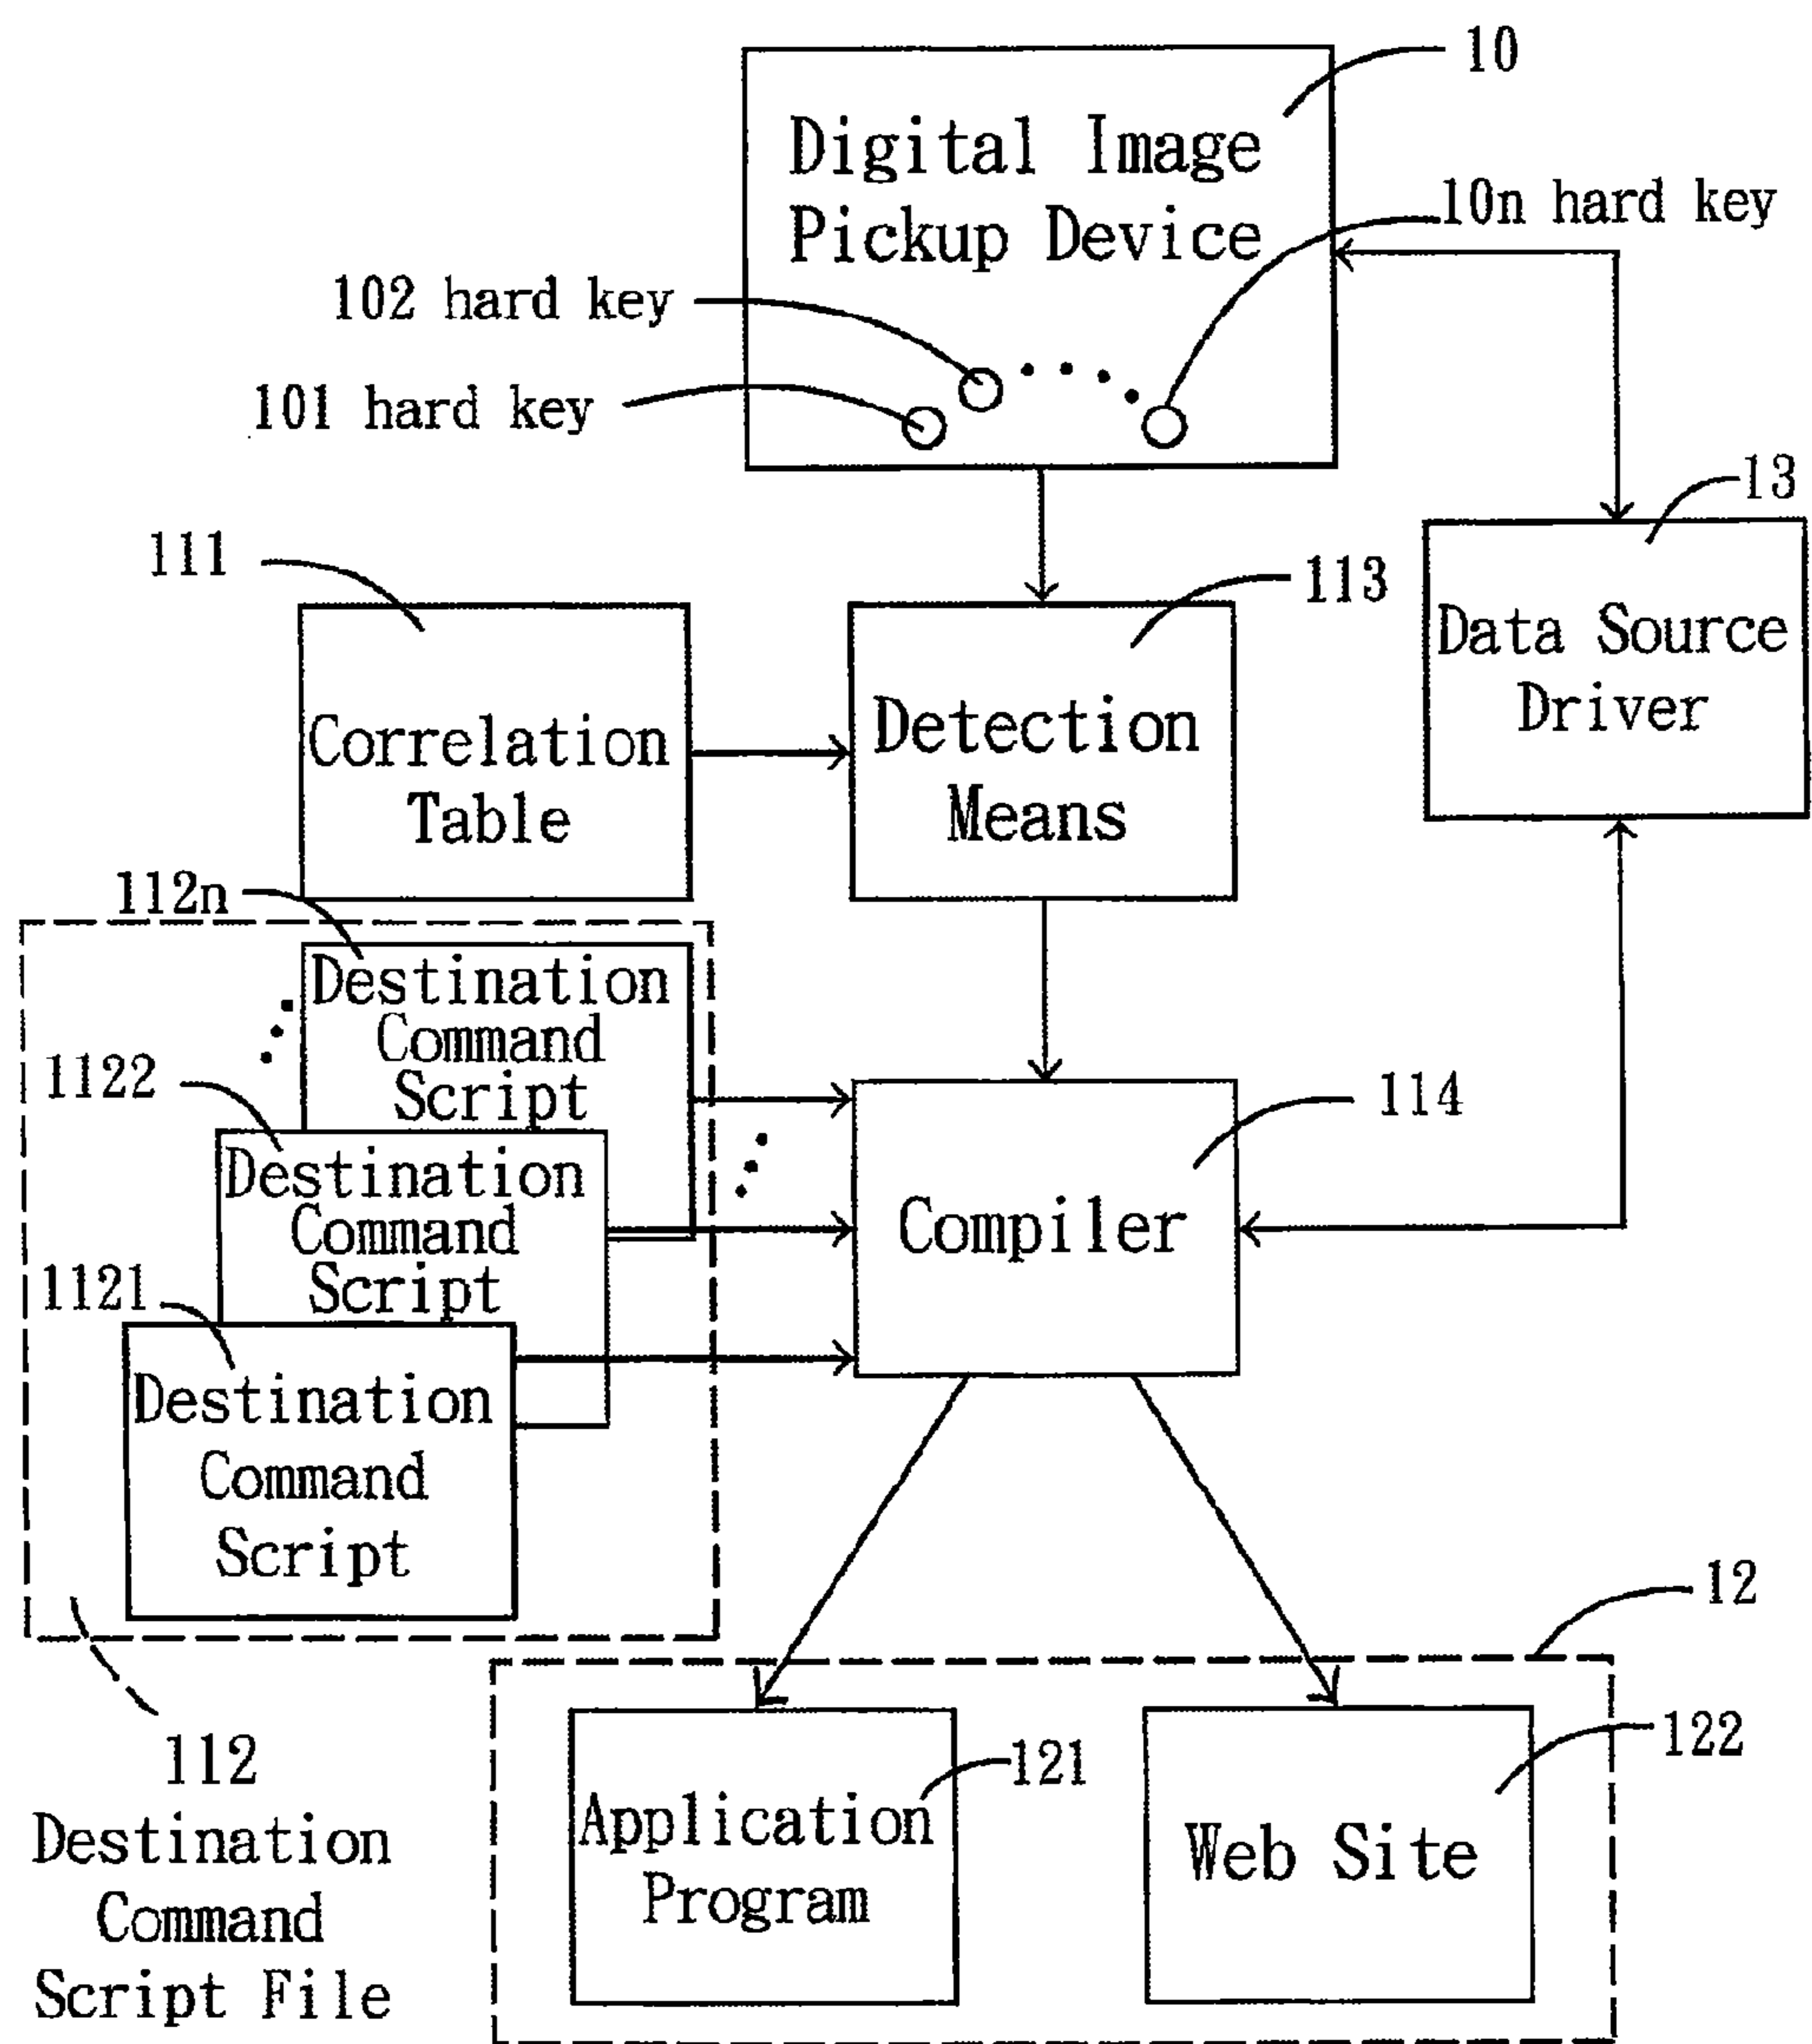 10
Digital Image
Pickup Device
10n hard key
102 hard key
101 hard key
13
111
113
Data Source
Driver
Correlation
Table
Detection
Means
112n
Destination
Command
Script
1122
114
Destination
Command
Script
Compiler
1121
Destination
Command
Script
12
112
Destination
Command
Script File
121
122
Application
Program
Web Site